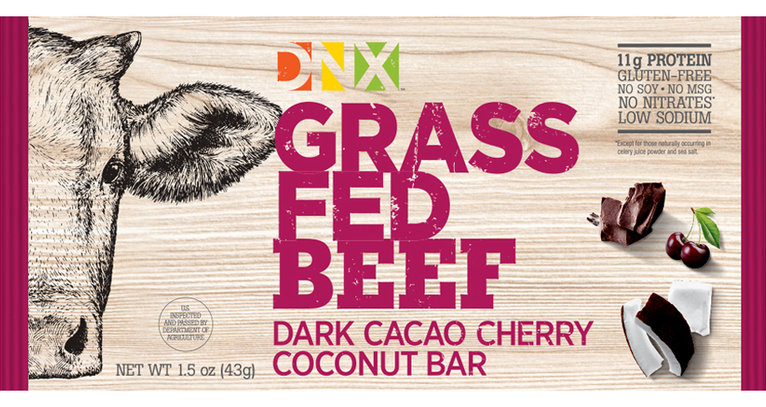 DNX™
GRASS
FED
BEEF
DARK CACAO CHERRY
COCONUT BAR
11g PROTEIN
GLUTEN-FREE
NO SOY • NO MSG
NO NITRATES*
LOW SODIUM
*Except for those naturally occurring in
celery juice powder and sea salt.
U.S.
INSPECTED
AND PASSED BY
DEPARTMENT OF
AGRICULTURE
NET WT 1.5 oz (43g)